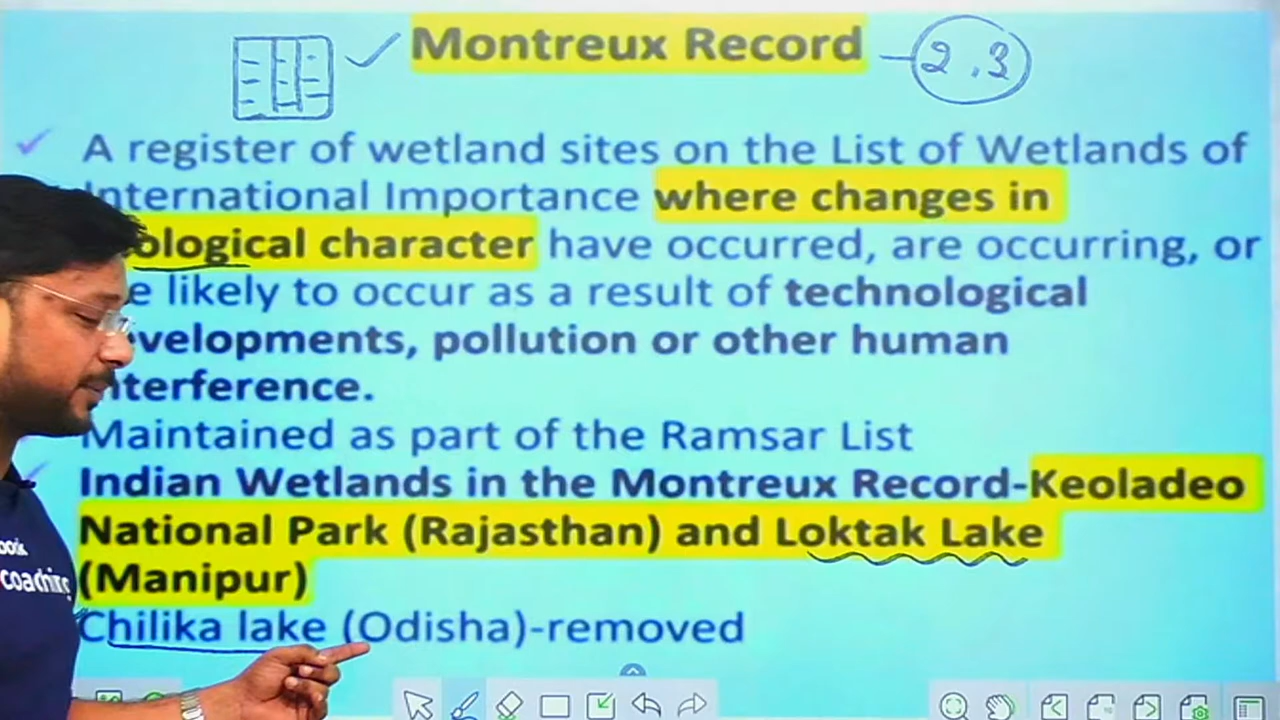 Montreux Record
2.3
A register of wetland sites on the List of Wetlands of
International Importance where changes in
ological character have occurred, are occurring, or
e likely to occur as a result of technological
velopments, pollution or other human
nterference.
Maintained as part of the Ramsar List
Indian Wetlands in the Montreux Record-Keoladeo
National Park (Rajasthan) and Loktak Lake
(Manipur)
Chilika lake (Odisha)-removed
coaching